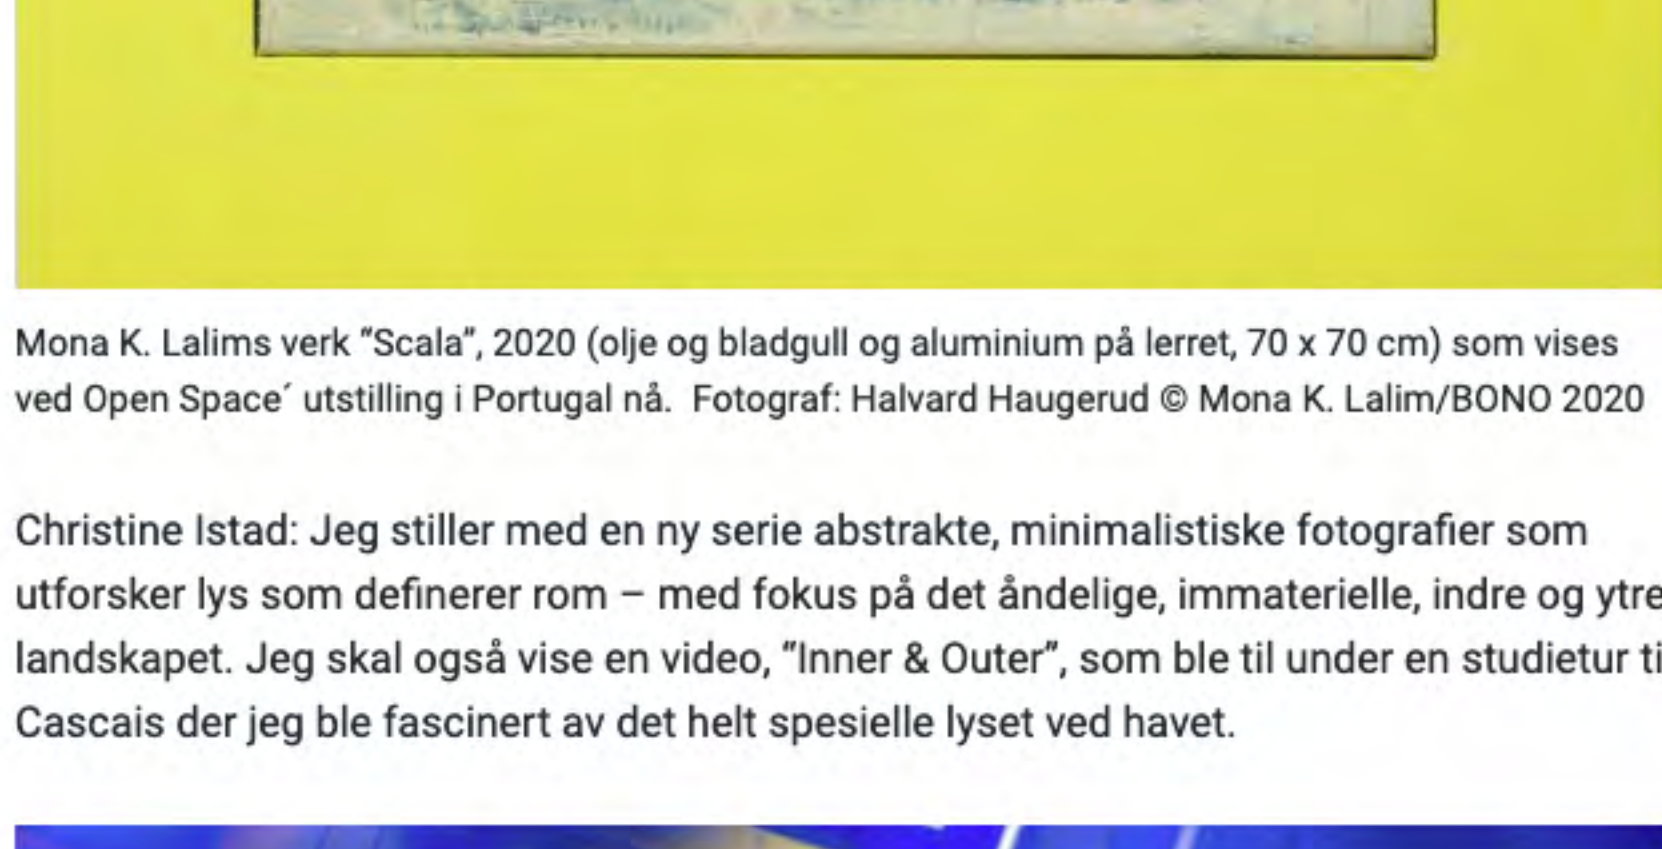 Mona K. Lalims verk "Scala", 2020 (olje og bladgull og aluminium på lerret, 70 x 70 cm) som vises
ved Open Space´ utstilling i Portugal nå.  Fotograf: Halvard Haugerud © Mona K. Lalim/BONO 2020
Christine Istad: Jeg stiller med en ny serie abstrakte, minimalistiske fotografier som
utforsker lys som definerer rom – med fokus på det åndelige, immaterielle, indre og ytre
landskapet. Jeg skal også vise en video, "Inner & Outer", som ble til under en studietur ti
Cascais der jeg ble fascinert av det helt spesielle lyset ved havet.